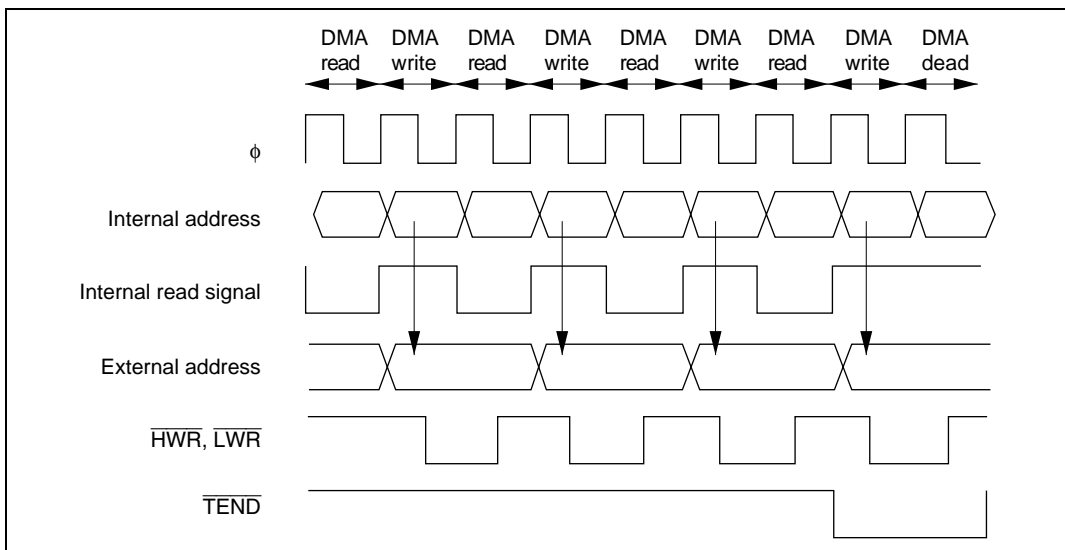 DMA read DMA write DMA read DMA write DMA read DMA write DMA read DMA write DMA dead
φ
Internal address
Internal read signal
External address
HWR, LWR
TEND